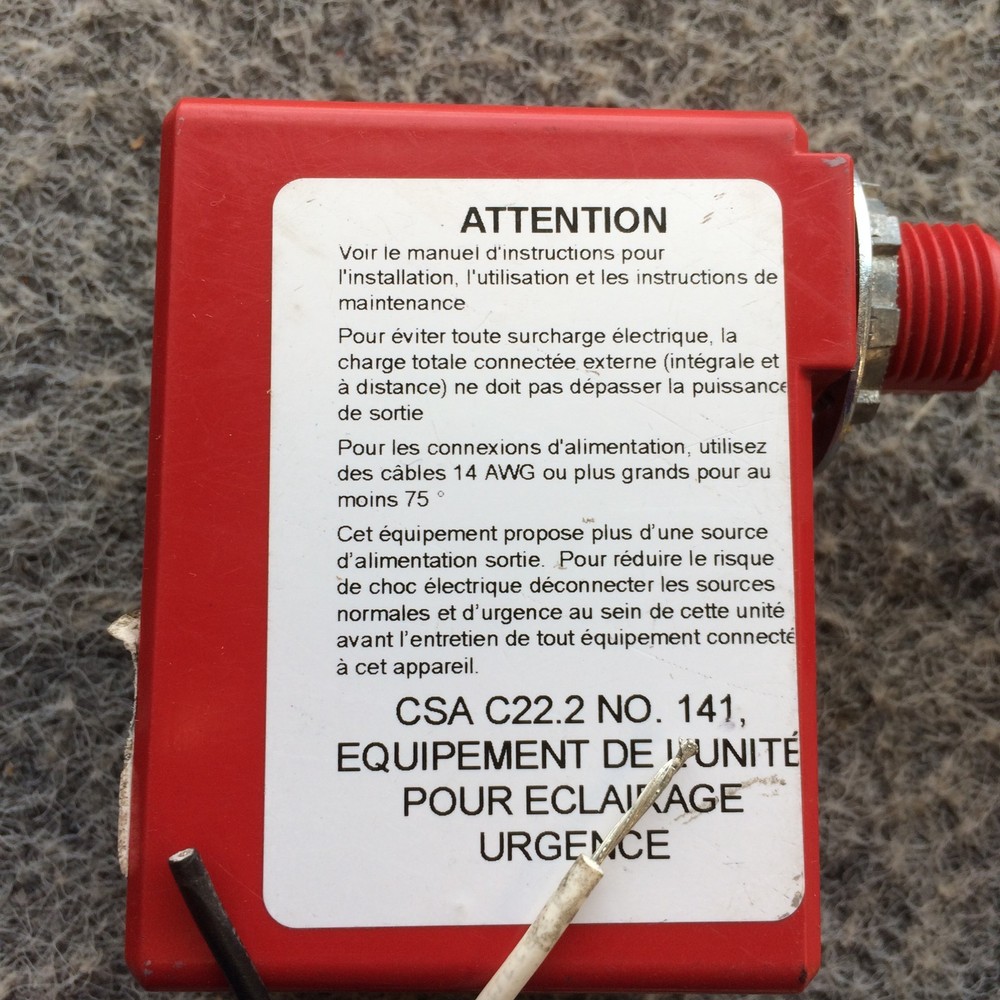 ATTENTION
Voir le manuel d'instructions pour
l'installation, l'utilisation et les instructions de
maintenance
Pour éviter toute surcharge électrique, la
charge totale connectée externe (intégrale et
à distance) ne doit pas dépasser la puissance
de sortie
Pour les connexions d'alimentation, utilisez
des câbles 14 AWG ou plus grands pour au
moins 75 °
Cet équipement propose plus d’une source
d’alimentation sortie. Pour réduire le risque
de choc électrique déconnecter les sources
normales et d’urgence au sein de cette unité
avant l’entretien de tout équipement connecté
à cet appareil.
CSA C22.2 NO. 141,
EQUIPEMENT DE L'UNITÉ
POUR ECLAIRAGE
URGENCE